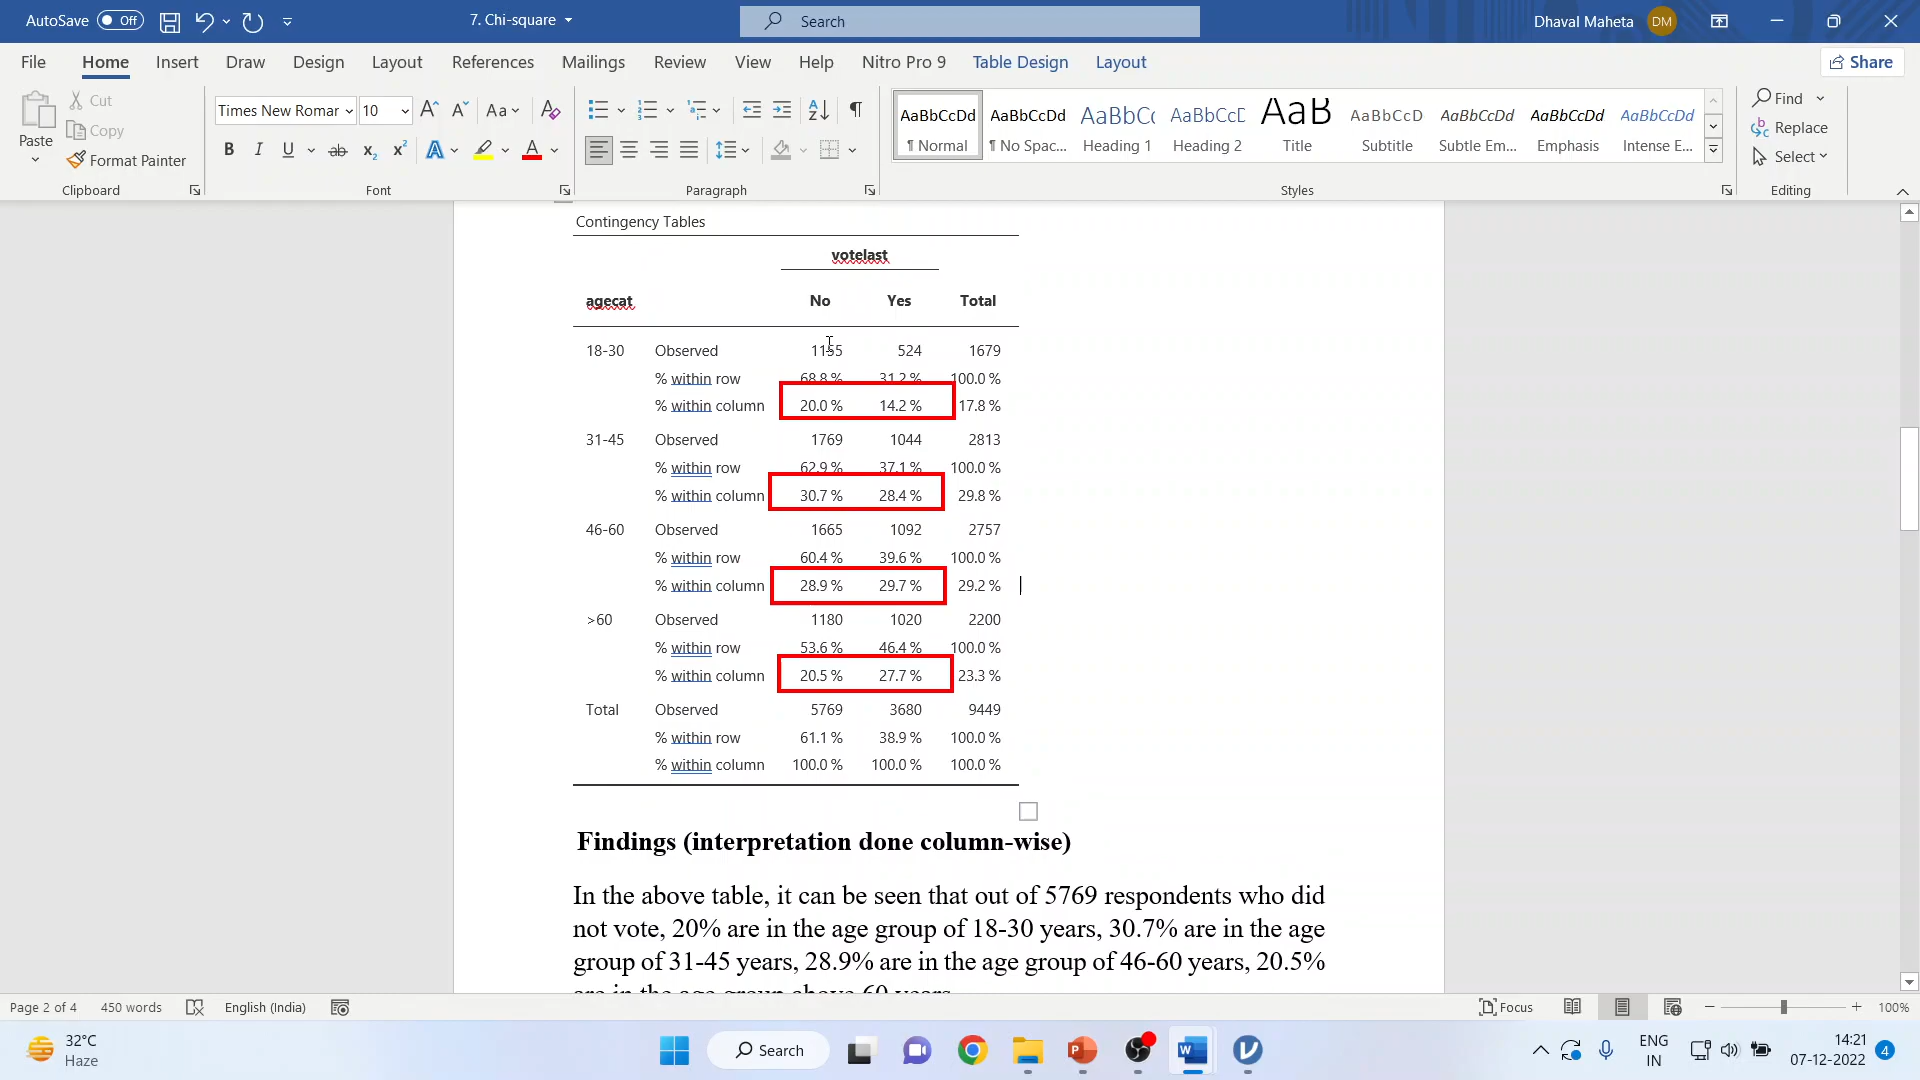 AutoSave Off 7. Chi-square Search Dhaval Maheta DM
File Home Insert Draw Design Layout References Mailings Review View Help Nitro Pro 9 Table Design Layout Share
Paste Cut Copy Format Painter
Times New Romar 10
AaBbCcDd AaBbCcDd AaBbC AaBbCcD AaB AaBbCcD AaBbCcDd AaBbCcDd AaBbCcDd
¶ Normal ¶ No Spac... Heading 1 Heading 2 Title Subtitle Subtle Em... Emphasis Intense E...
Find
Replace
Select
Clipboard Font Paragraph Styles Editing
Contingency Tables
votelast
agecat No Yes Total
18-30 Observed 1155 524 1679
% within row 68.8 % 31.2 % 100.0 %
% within column 20.0 % 14.2 % 17.8 %
31-45 Observed 1769 1044 2813
% within row 62.9 % 37.1 % 100.0 %
% within column 30.7 % 28.4 % 29.8 %
46-60 Observed 1665 1092 2757
% within row 60.4 % 39.6 % 100.0 %
% within column 28.9 % 29.7 % 29.2 %
>60 Observed 1180 1020 2200
% within row 53.6 % 46.4 % 100.0 %
% within column 20.5 % 27.7 % 23.3 %
Total Observed 5769 3680 9449
% within row 61.1 % 38.9 % 100.0 %
% within column 100.0 % 100.0 % 100.0 %
Findings (interpretation done column-wise)
In the above table, it can be seen that out of 5769 respondents who did
not vote, 20% are in the age group of 18-30 years, 30.7% are in the age
group of 31-45 years, 28.9% are in the age group of 46-60 years, 20.5%
are in the age group above 60 years
Page 2 of 4 450 words English (India) Focus 100%
32°C
Haze
Search
ENG
IN
14:21
07-12-2022
4